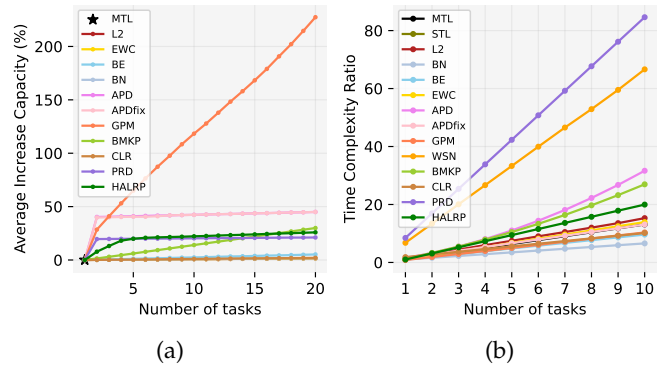 Average Increase Capacity (%)
200
150
100
50
0
MTL
L2
EWC
BE
BN
APD
APDfix
GPM
BMKP
CLR
PRD
HALRP
5
10
15
20
Number of tasks
(a)
Time Complexity Ratio
80
60
40
20
0
MTL
STL
L2
BN
BE
EWC
APD
APDfix
GPM
WSN
BMKP
CLR
PRD
HALRP
1 2 3 4 5 6 7 8 9 10
Number of tasks
(b)